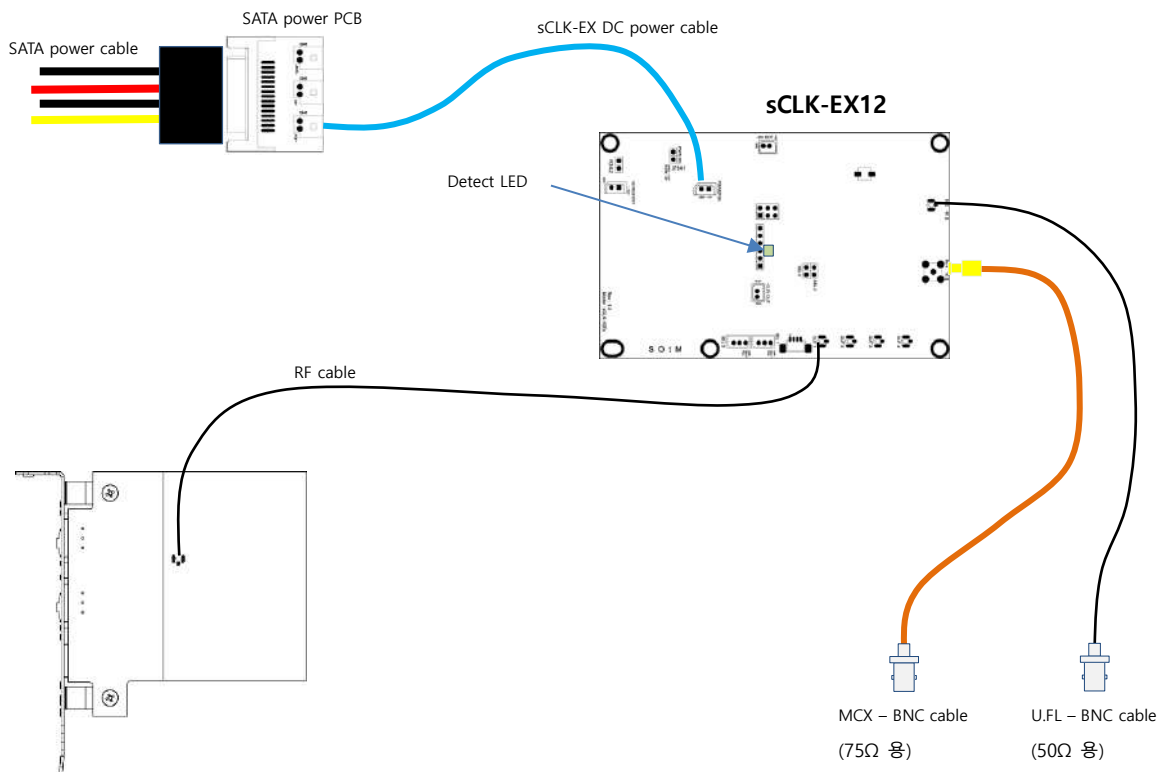 SATA power PCB
SATA power cable
sCLK-EX DC power cable
sCLK-EX12
Detect LED
SOtM
RF cable
MCX – BNC cable
(75Ω 용)
U.FL – BNC cable
(50Ω 용)